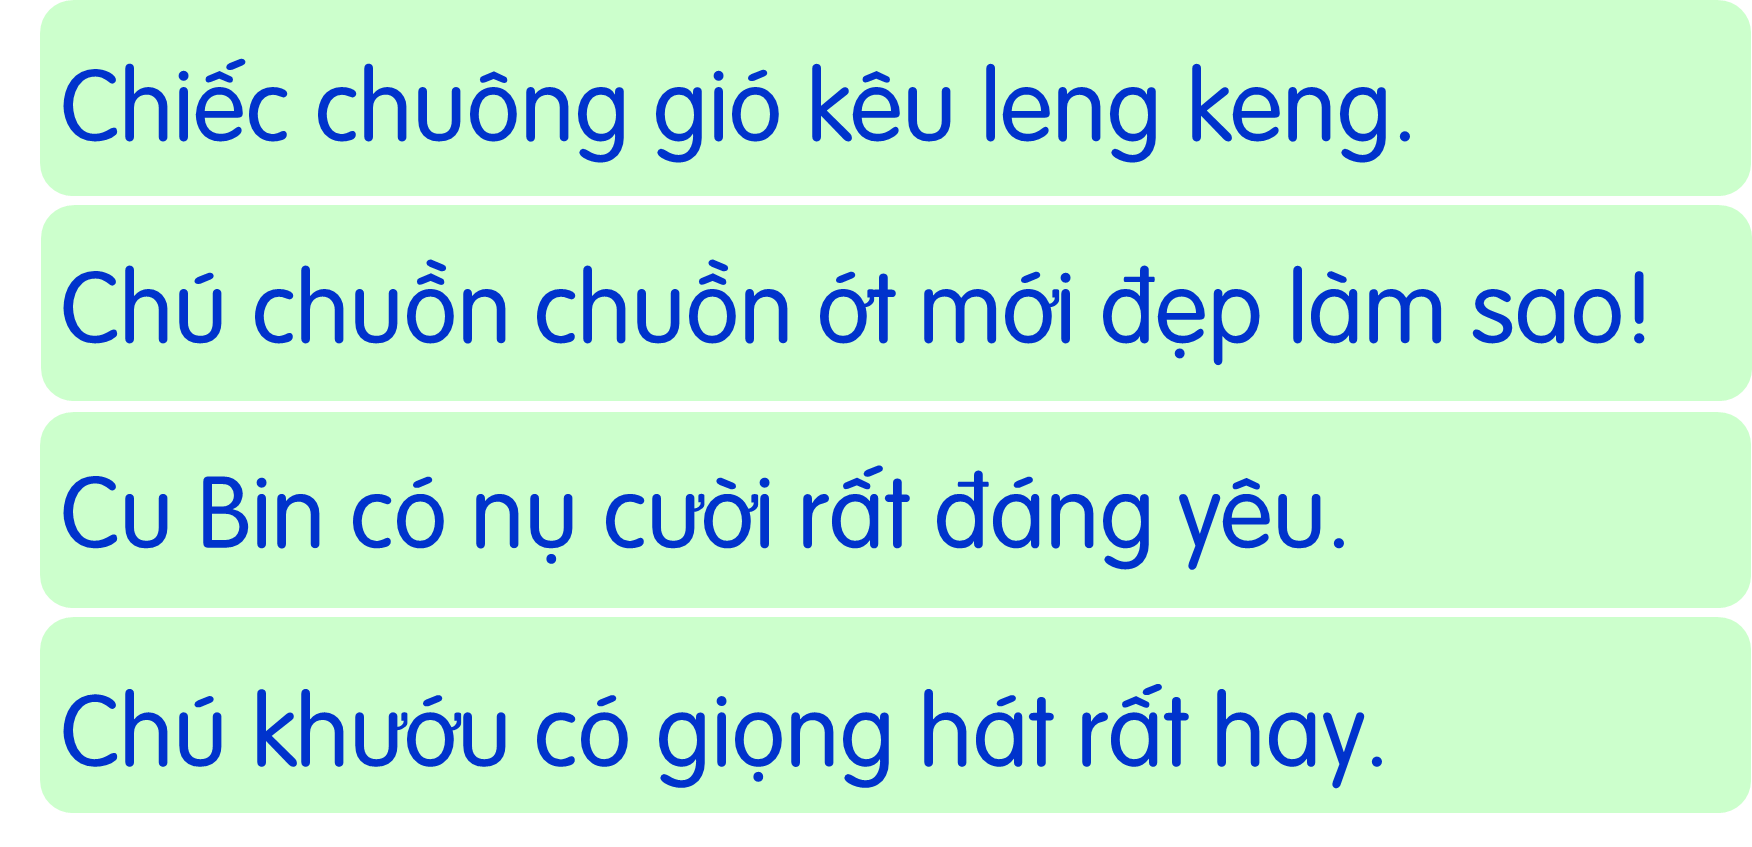 Chiếc chuông gió kêu leng keng.
Chú chuồn chuồn ớt mới đẹp làm sao!
Cu Bin có nụ cười rất đáng yêu.
Chú khướu có giọng hát rất hay.